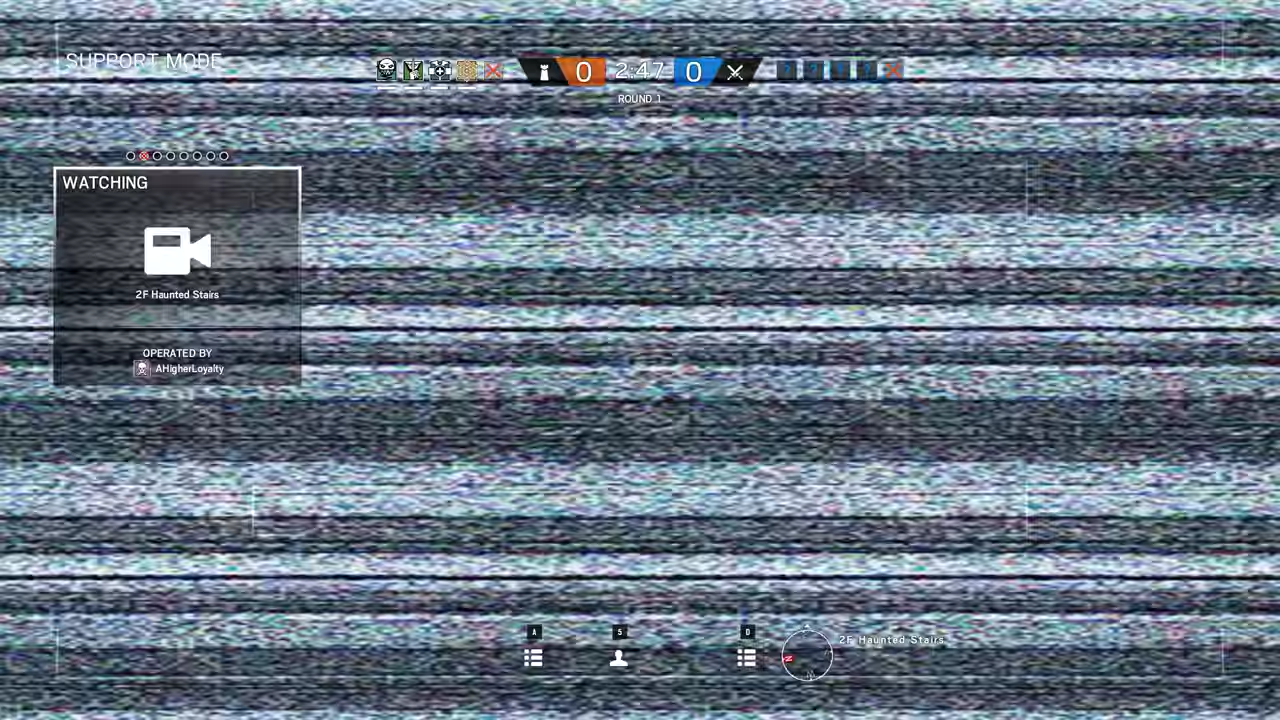 SUPPORT MODE
0 2:47 0
ROUND 1
WATCHING
2F Haunted Stairs
OPERATED BY
AHigherLoyalty
A S D
2F Haunted Stairs
N